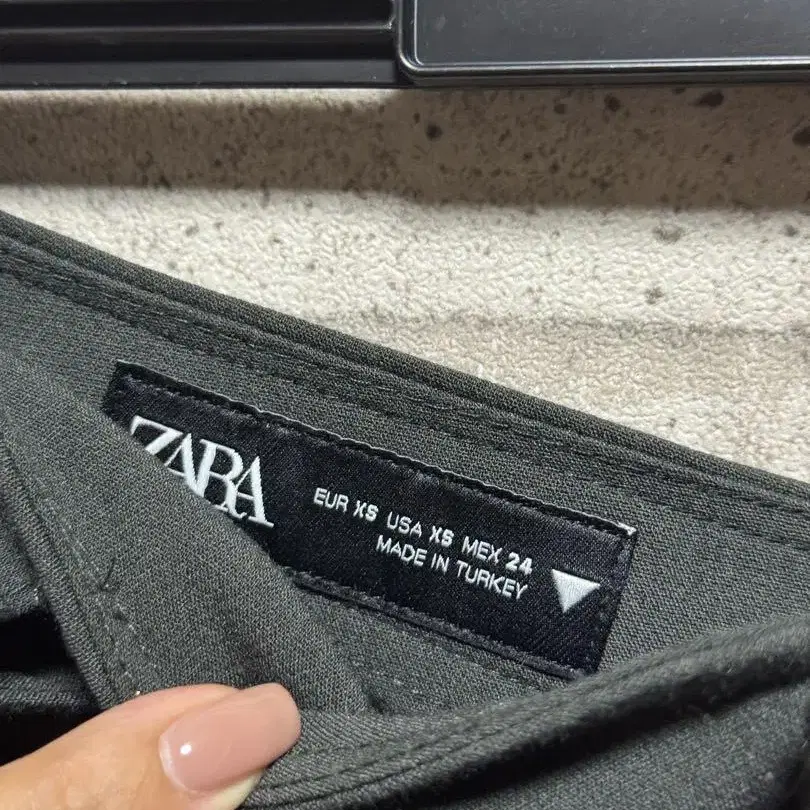 ZARA
EUR XS USA XS MEX 24
MADE IN TURKEY